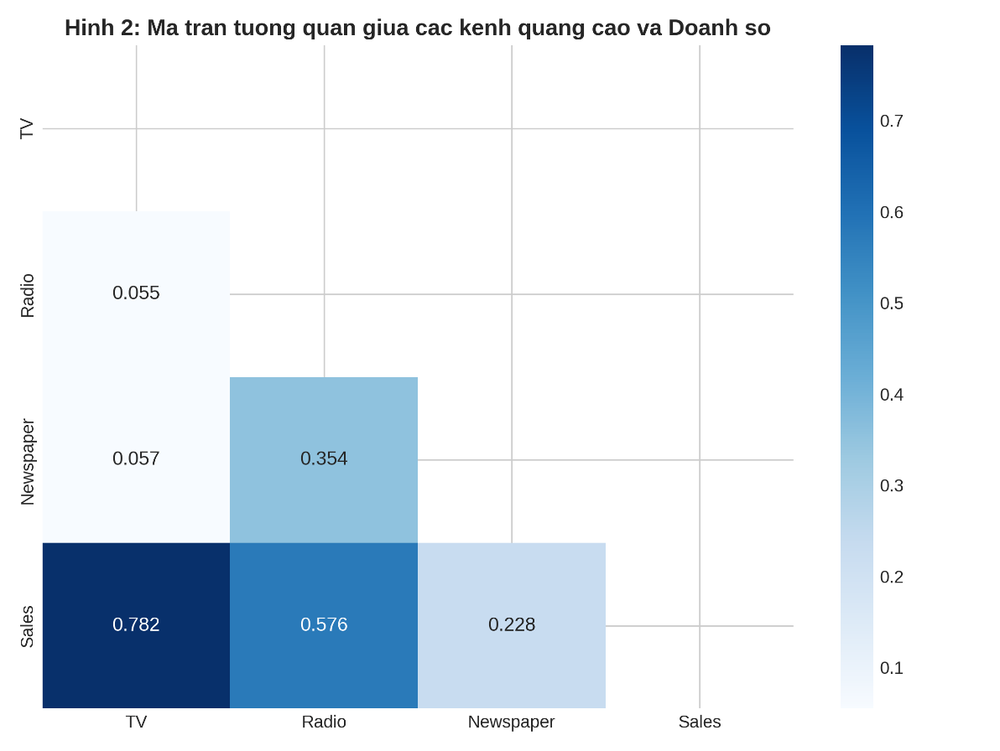 Hinh 2: Ma tran tuong quan giua cac kenh quang cao va Doanh so
TV
Radio
Newspaper
Sales
0.055
0.057 0.354
0.782 0.576 0.228
TV Radio Newspaper Sales
0.7
0.6
0.5
0.4
0.3
0.2
0.1